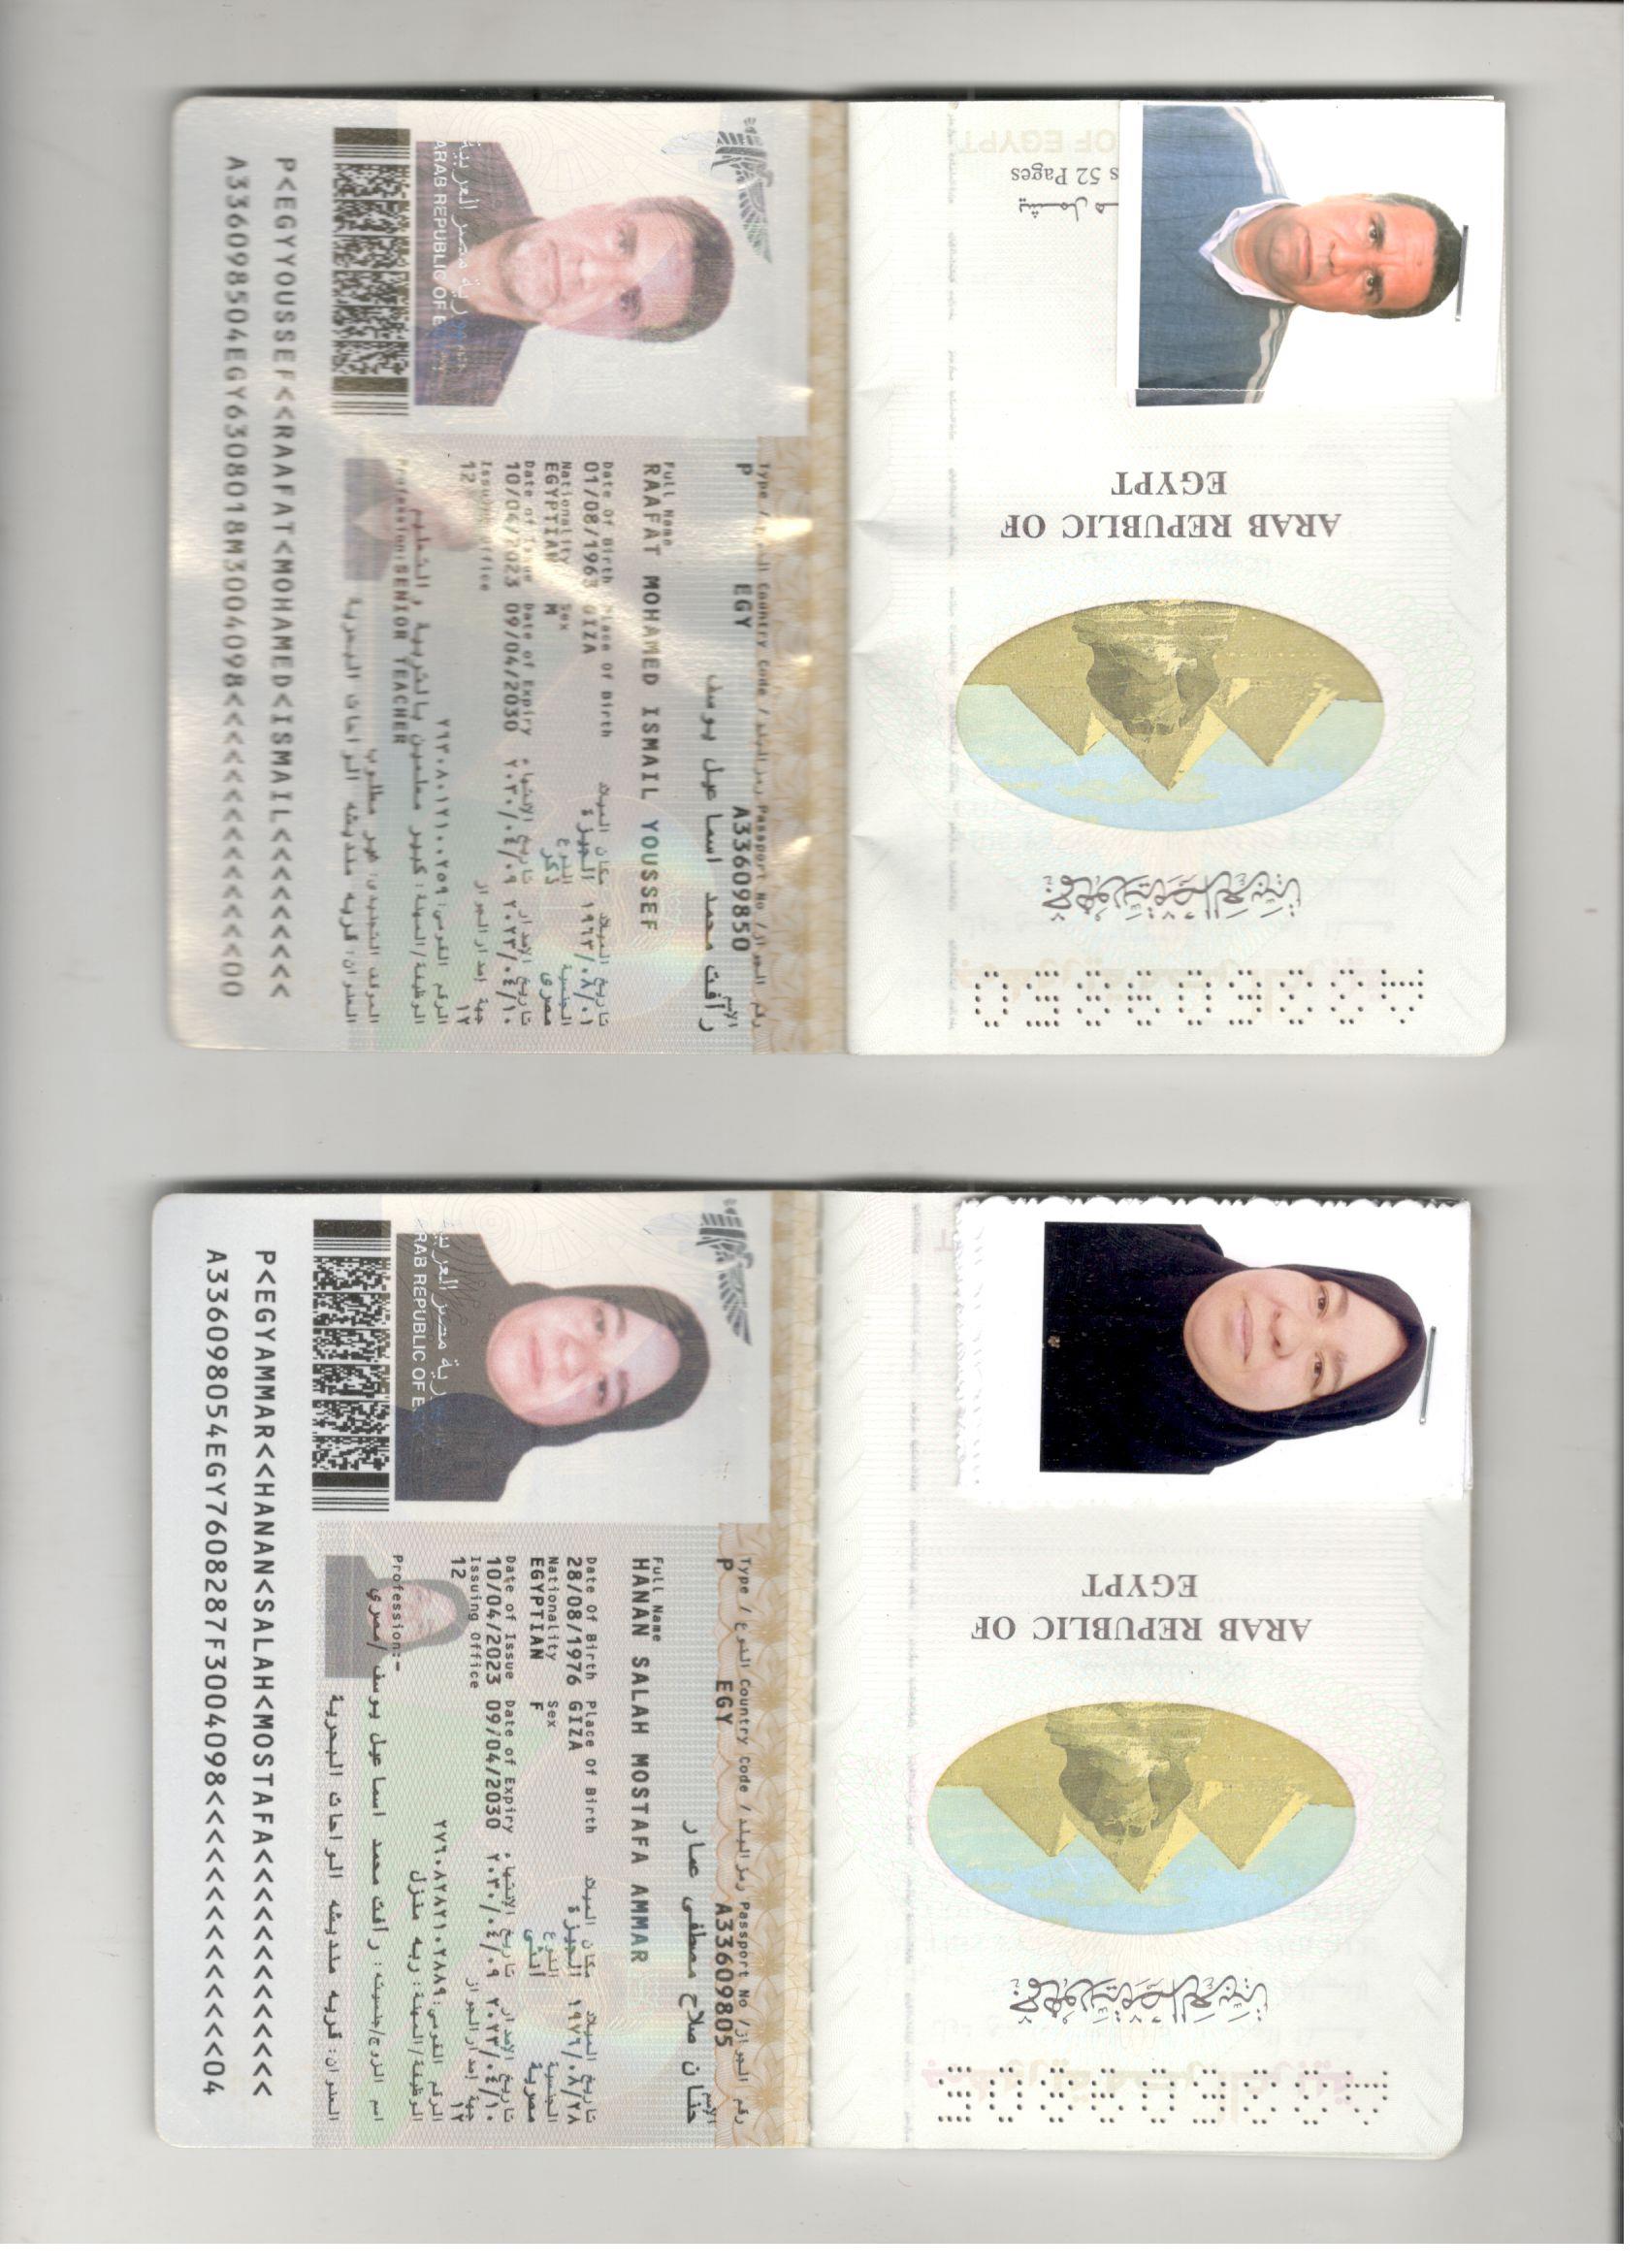 يشمل هـ
s 52 Pages
OF EGYPT
ARAB REPUBLIC OF
EGYPT
جمهورية مصر العربية
A33609850
Type / النوع Country Code / رمز البلد Passport No / رقم الجواز
P EGY A33609850
الإسم
رأفت محمد اسماعيل يوسف
Full Name
RAAFAT MOHAMED ISMAIL YOUSSEF
Date Of Birth Place Of Birth مكان الميلاد تاريخ الميلاد
01/08/1963 GIZA الجيزة ١٩٦٣/٠٨/٠١
Nationality Sex النوع الجنسية
EGYPTIAN M ذكر مصرى
Date of Issue Date of Expiry تاريخ الإنتهاء تاريخ الإصدار
10/04/2023 09/04/2030 ٢٠٣٠/٠٤/٠٩ ٢٠٢٣/٠٤/١٠
Issuing Office جهة إصدار الجواز
12 ١٢
الرقم القومى: ٢٦٣٠٨٠١٢١٠٠٢٥٩
الوظيفة/المهنة: كبير معلمين بالتربية و التعليم
Profession: SENIOR TEACHER
الموقف التجنيدى: غير مطلوب
العنوان: قريه منديشه الواحات البحرية
جمهورية مصر العربية
ARAB REPUBLIC OF E
P<EGYYOUSSEF<<RAAFAT<MOHAMED<ISMAIL<<<<<<<<<
A336098504EGY6308018M3004098<<<<<<<<<<<<<<00
ARAB REPUBLIC OF
EGYPT
جمهورية مصر العربية
A33609805
Type / النوع Country Code / رمز البلد Passport No / رقم الجواز
P EGY A33609805
الإسم
حنان صلاح مصطفى عمار
Full Name
HANAN SALAH MOSTAFA AMMAR
Date Of Birth Place Of Birth مكان الميلاد تاريخ الميلاد
28/08/1976 GIZA الجيزة ١٩٧٦/٠٨/٢٨
Nationality Sex النوع الجنسية
EGYPTIAN F أنثى مصرية
Date of Issue Date of Expiry تاريخ الإنتهاء تاريخ الإصدار
10/04/2023 09/04/2030 ٢٠٣٠/٠٤/٠٩ ٢٠٢٣/٠٤/١٠
Issuing Office جهة إصدار الجواز
12 ١٢
الرقم القومى: ٢٧٦٠٨٢٨٢١٠٢٨٨٩
الوظيفة/المهنة: ربه منزل
Profession:-
اسم الزوج/جنسيته: رأفت محمد اسماعيل يوسف /مصري
العنوان: قريه منديشه الواحات البحرية
جمهورية مصر العربية
RAB REPUBLIC OF E
P<EGYAMMAR<<HANAN<SALAH<MOSTAFA<<<<<<<<<<<<<
A336098054EGY7608287F3004098<<<<<<<<<<<<<<04